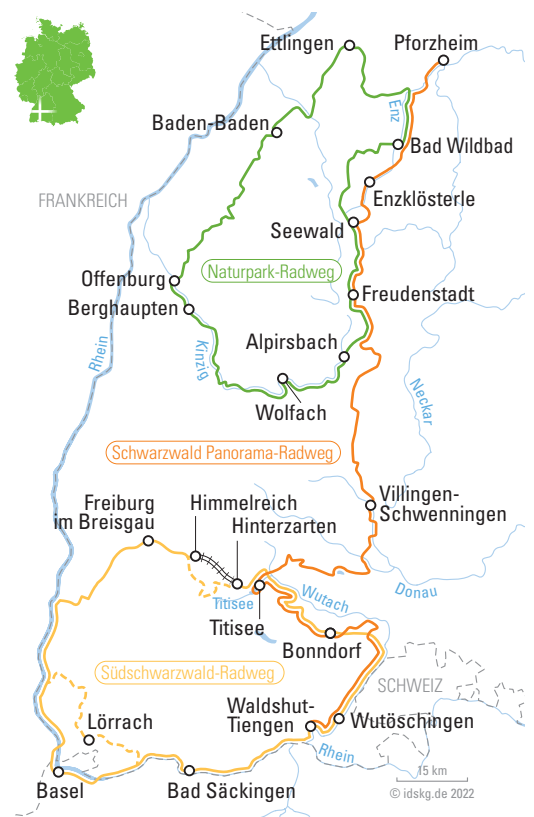 Ettlingen
Pforzheim
Enz
Baden-Baden
Bad Wildbad
FRANKREICH
Enzklösterle
Seewald
Naturpark-Radweg
Offenburg
Freudenstadt
Berghaupten
Rhein
Kinzig
Alpirsbach
Neckar
Wolfach
Schwarzwald Panorama-Radweg
Villingen-
Schwenningen
Freiburg
im Breisgau
Himmelreich
Hinterzarten
Donau
Titisee
Wutach
Titisee
Bonndorf
Südschwarzwald-Radweg
SCHWEIZ
Waldshut-
Tiengen
Wutöschingen
Lörrach
Rhein
15 km
Basel
Bad Säckingen
© idskg.de 2022